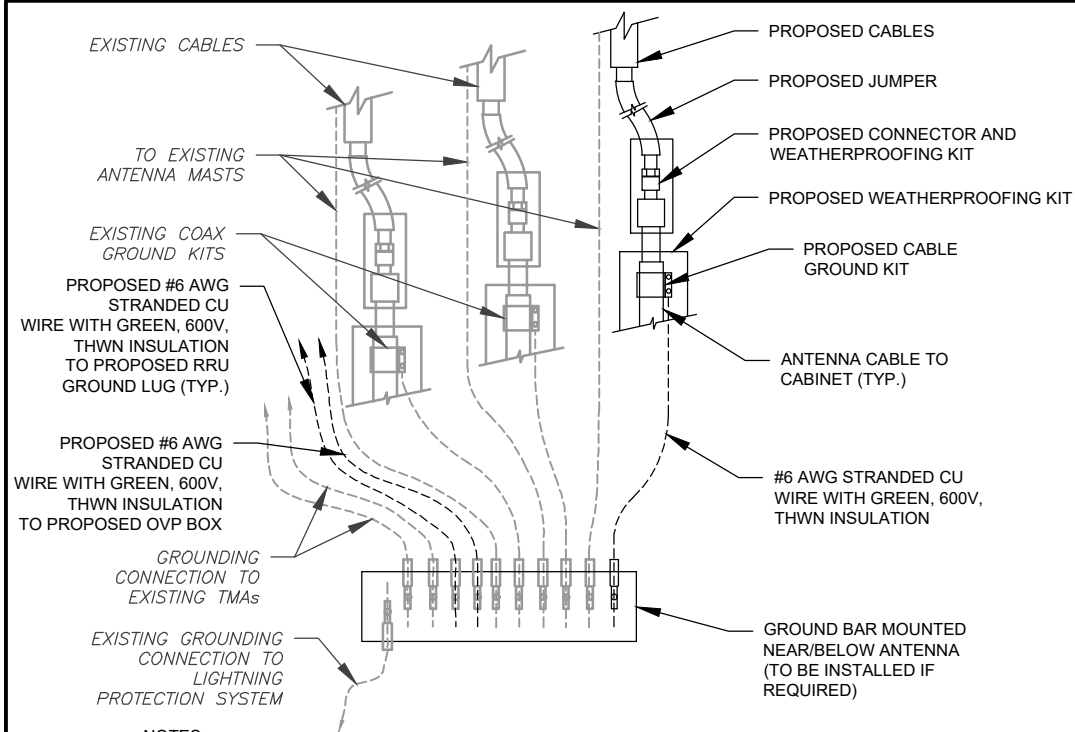 EXISTING CABLES
TO EXISTING
ANTENNA MASTS
EXISTING COAX
GROUND KITS
PROPOSED #6 AWG
STRANDED CU
WIRE WITH GREEN, 600V,
THWN INSULATION
TO PROPOSED RRU
GROUND LUG (TYP.)
PROPOSED #6 AWG
STRANDED CU
WIRE WITH GREEN, 600V,
THWN INSULATION
TO PROPOSED OVP BOX
GROUNDING
CONNECTION TO
EXISTING TMAs
EXISTING GROUNDING
CONNECTION TO
LIGHTNING
PROTECTION SYSTEM
PROPOSED CABLES
PROPOSED JUMPER
PROPOSED CONNECTOR AND
WEATHERPROOFING KIT
PROPOSED WEATHERPROOFING KIT
PROPOSED CABLE
GROUND KIT
ANTENNA CABLE TO
CABINET (TYP.)
#6 AWG STRANDED CU
WIRE WITH GREEN, 600V,
THWN INSULATION
GROUND BAR MOUNTED
NEAR/BELOW ANTENNA
(TO BE INSTALLED IF
REQUIRED)